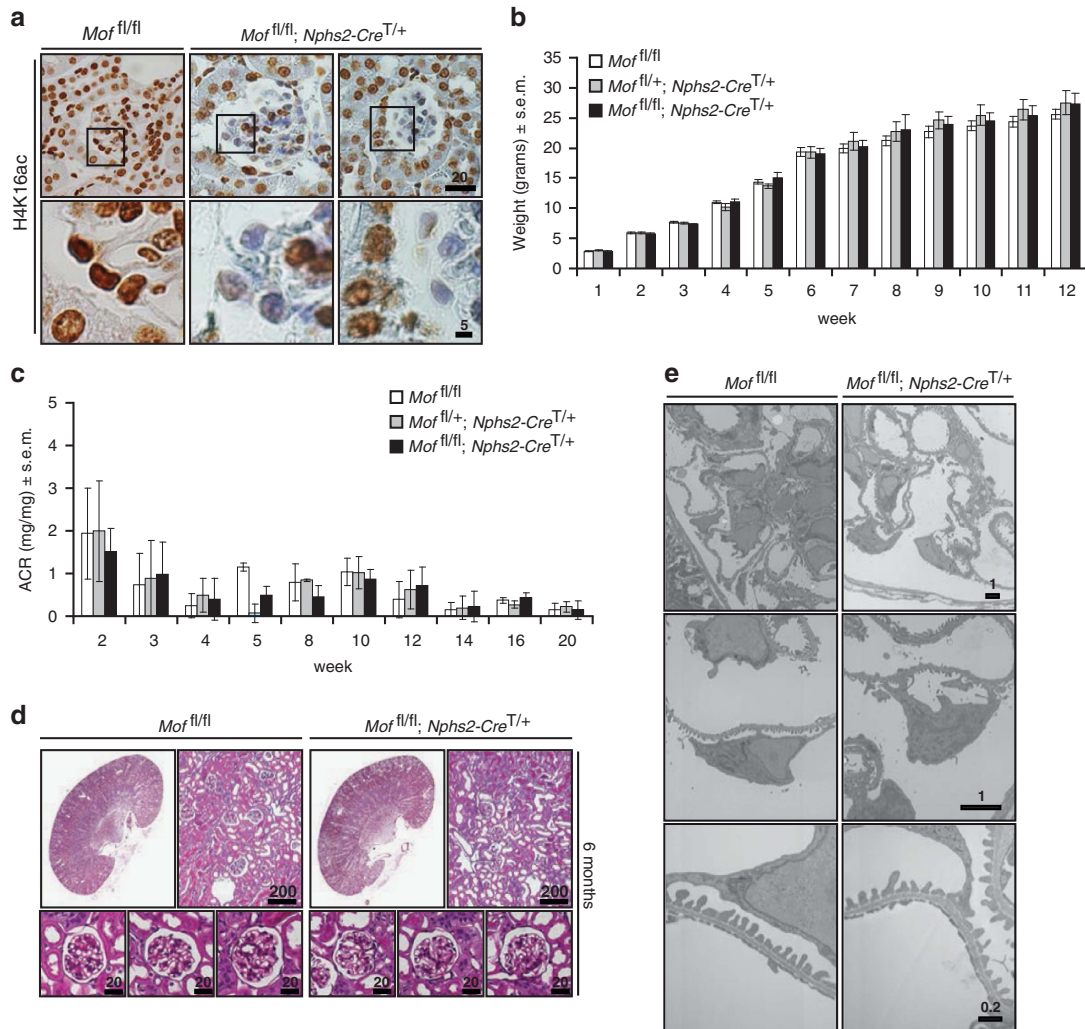 a
Mof fl/fl
Mof fl/fl; Nphs2-Cre T/+
H4K16ac
20
5
b
Mof fl/fl
Mof fl/+; Nphs2-Cre T/+
Mof fl/fl; Nphs2-Cre T/+
Weight (grams) ± s.e.m.
35
30
25
20
15
10
5
0
1 2 3 4 5 6 7 8 9 10 11 12
week
c
Mof fl/fl
Mof fl/+; Nphs2-Cre T/+
Mof fl/fl; Nphs2-Cre T/+
ACR (mg/mg) ± s.e.m.
5
4
3
2
1
0
2 3 4 5 8 10 12 14 16 20
week
d
Mof fl/fl
Mof fl/fl; Nphs2-Cre T/+
200
200
6 months
20 20 20 20 20 20
e
Mof fl/fl
Mof fl/fl; Nphs2-Cre T/+
1
1
0.2